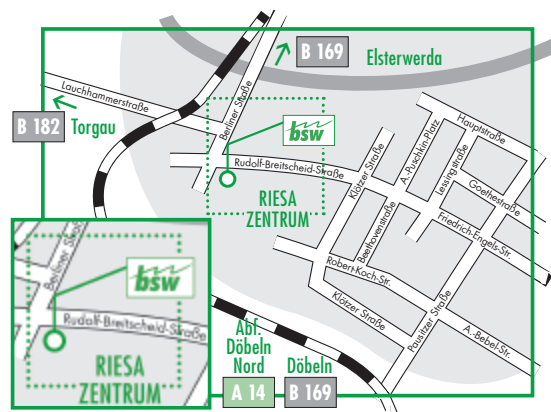 B 169
Elsterwerda
Lauchhammerstraße
B 182
Torgau
Berliner Straße
bsw
Rudolf-Breitscheid-Straße
RIESA
ZENTRUM
Klötzer Straße
A.-Puschkin-Platz
Hauptstraße
Lessingstraße
Goethestraße
Beethovenstraße
Friedrich-Engels-Str.
Robert-Koch-Str.
Klötzer Straße
Pausitzer Straße
A.-Bebel-Str.
Berliner Straße
bsw
Rudolf-Breitscheid-Straße
RIESA
ZENTRUM
Abf.
Döbeln
Nord
A 14
Döbeln
B 169